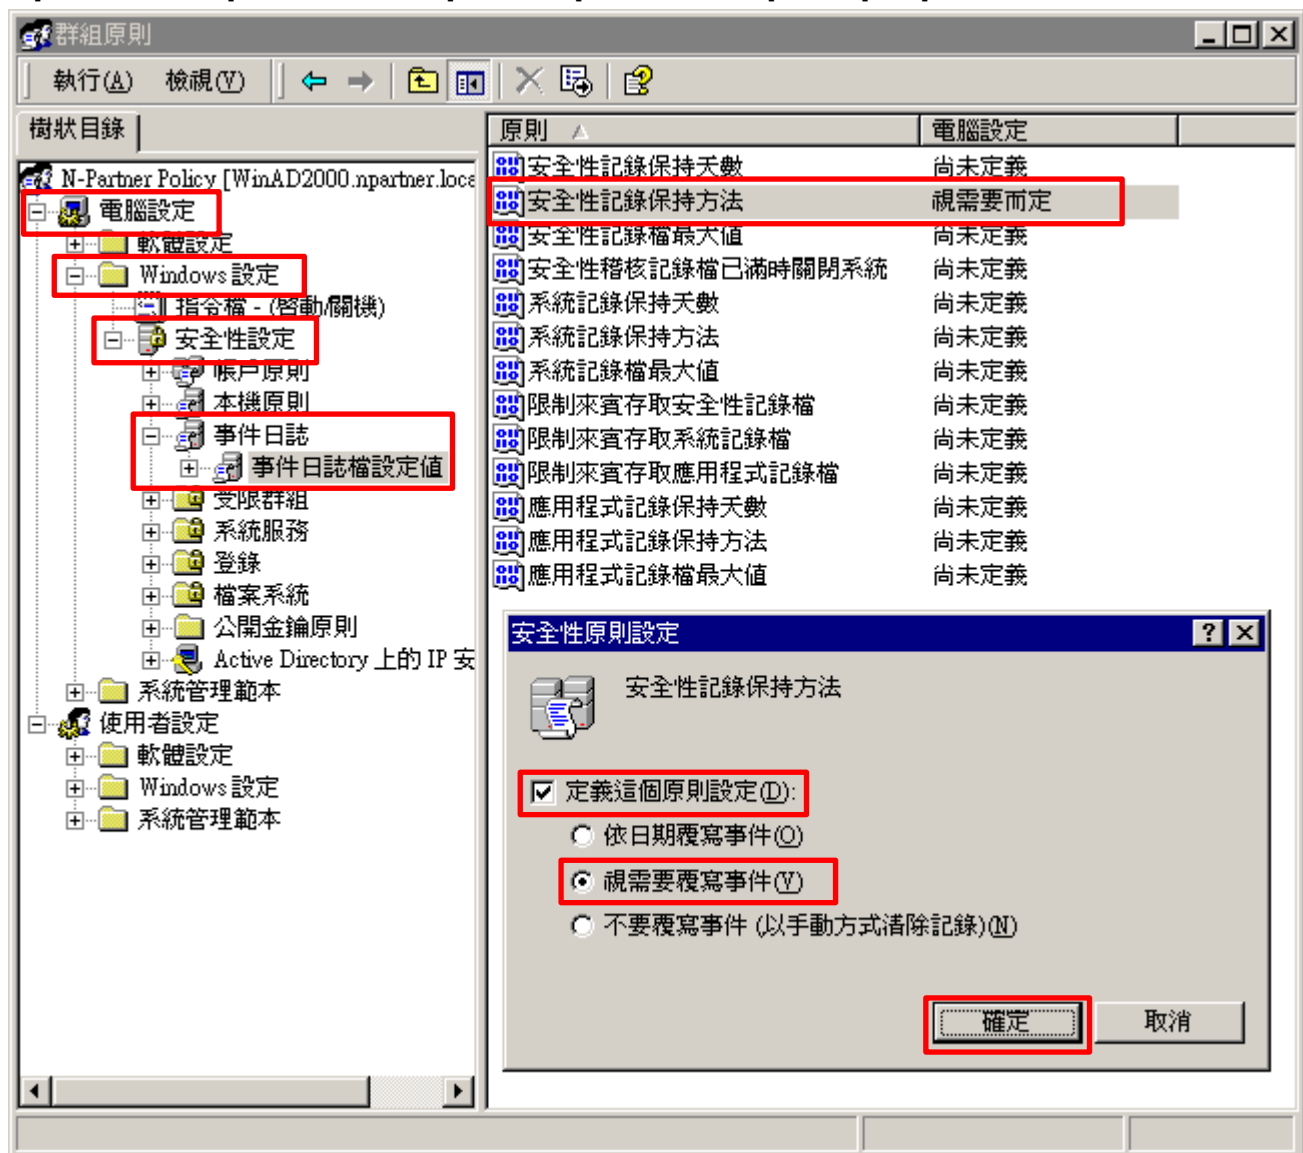 群組原則
執行(A) 檢視(V)
樹狀目錄
N-Partner Policy [WinAD2000.npartner.loca
電腦設定
軟體設定
Windows 設定
指令檔 - (啓動/關機)
安全性設定
帳戶原則
本機原則
事件日誌
事件日誌檔設定值
受限群組
系統服務
登錄
檔案系統
公開金鑰原則
Active Directory 上的 IP 安
系統管理範本
使用者設定
軟體設定
Windows 設定
系統管理範本
原則 電腦設定
安全性記錄保持天數 尚未定義
安全性記錄保持方法 視需要而定
安全性記錄檔最大值 尚未定義
安全性稽核記錄檔已滿時關閉系統 尚未定義
系統記錄保持天數 尚未定義
系統記錄保持方法 尚未定義
系統記錄檔最大值 尚未定義
限制來賓存取安全性記錄檔 尚未定義
限制來賓存取系統記錄檔 尚未定義
限制來賓存取應用程式記錄檔 尚未定義
應用程式記錄保持天數 尚未定義
應用程式記錄保持方法 尚未定義
應用程式記錄檔最大值 尚未定義
安全性原則設定
安全性記錄保持方法
定義這個原則設定(D):
依日期覆寫事件(O)
視需要覆寫事件(V)
不要覆寫事件 (以手動方式清除記錄)(N)
確定 取消